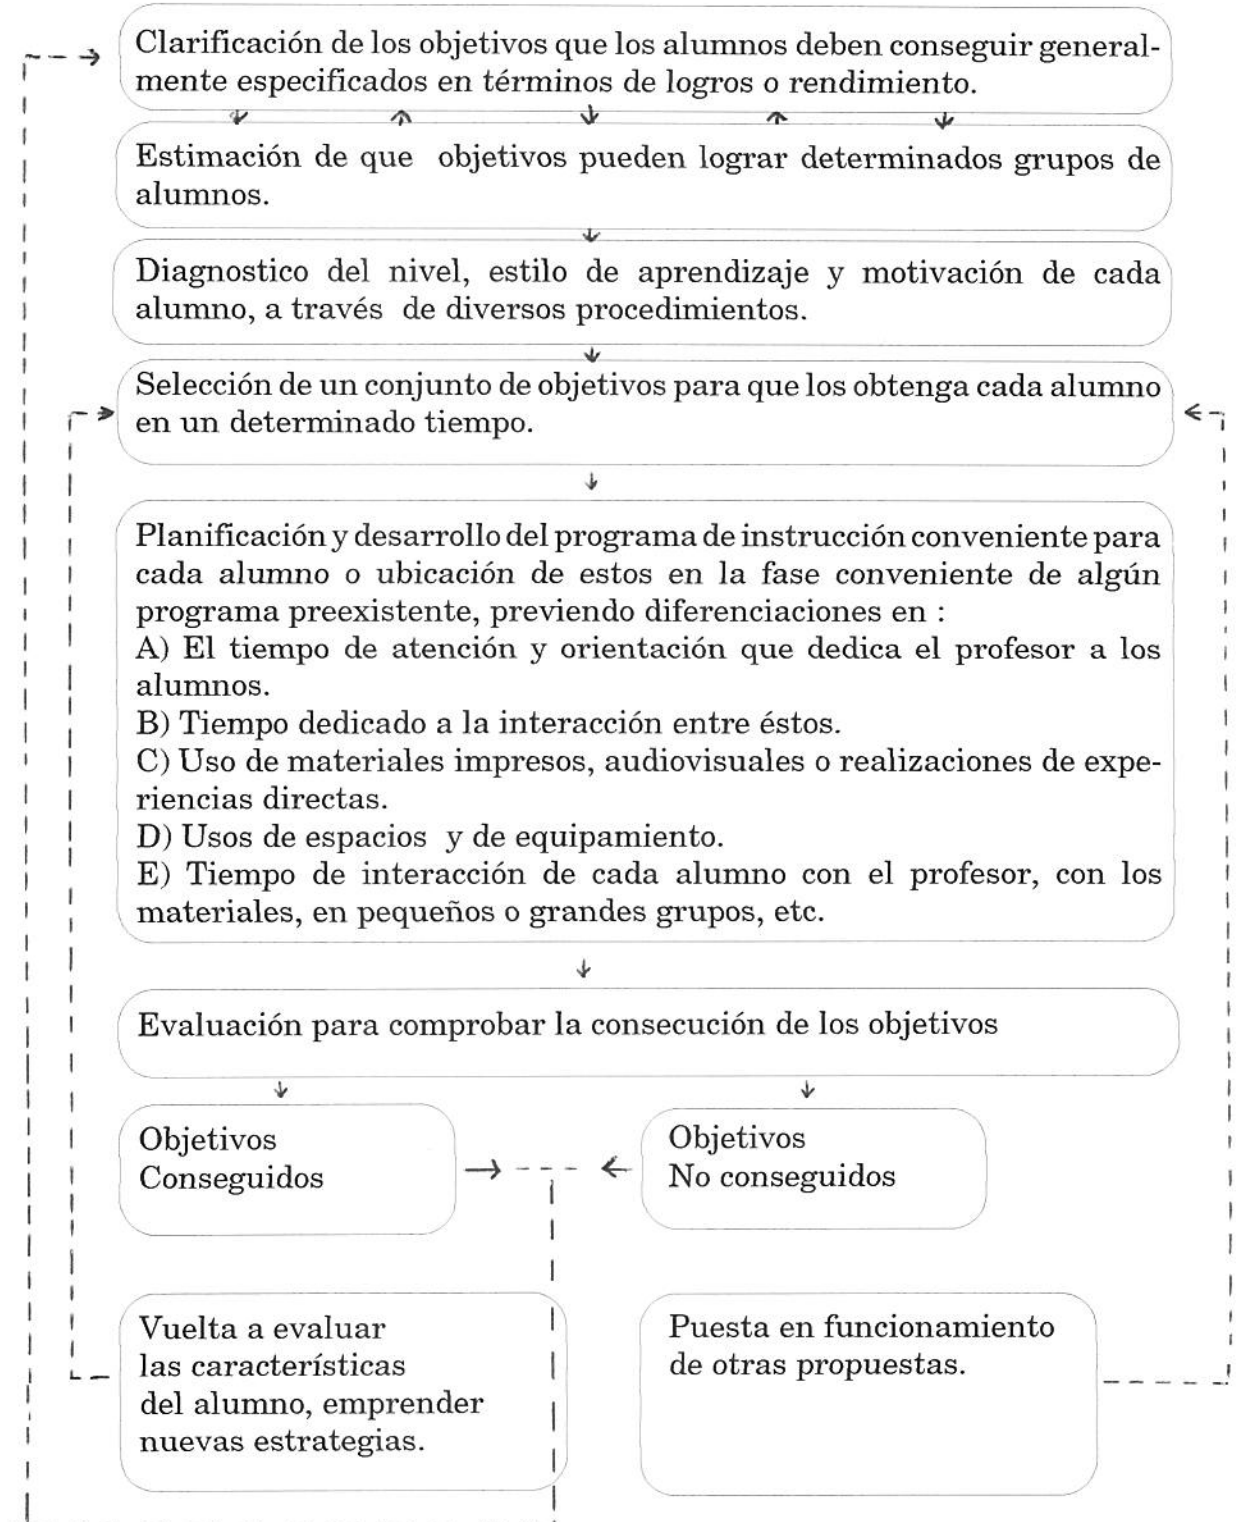 Clarificación de los objetivos que los alumnos deben conseguir general-
mente especificados en términos de logros o rendimiento.
Estimación de que objetivos pueden lograr determinados grupos de
alumnos.
Diagnostico del nivel, estilo de aprendizaje y motivación de cada
alumno, a través de diversos procedimientos.
Selección de un conjunto de objetivos para que los obtenga cada alumno
en un determinado tiempo.
Planificación y desarrollo del programa de instrucción conveniente para
cada alumno o ubicación de estos en la fase conveniente de algún
programa preexistente, previendo diferenciaciones en :
A) El tiempo de atención y orientación que dedica el profesor a los
alumnos.
B) Tiempo dedicado a la interacción entre éstos.
C) Uso de materiales impresos, audiovisuales o realizaciones de expe-
riencias directas.
D) Usos de espacios y de equipamiento.
E) Tiempo de interacción de cada alumno con el profesor, con los
materiales, en pequeños o grandes grupos, etc.
Evaluación para comprobar la consecución de los objetivos
Objetivos
Conseguidos
Objetivos
No conseguidos
Vuelta a evaluar
las características
del alumno, emprender
nuevas estrategias.
Puesta en funcionamiento
de otras propuestas.